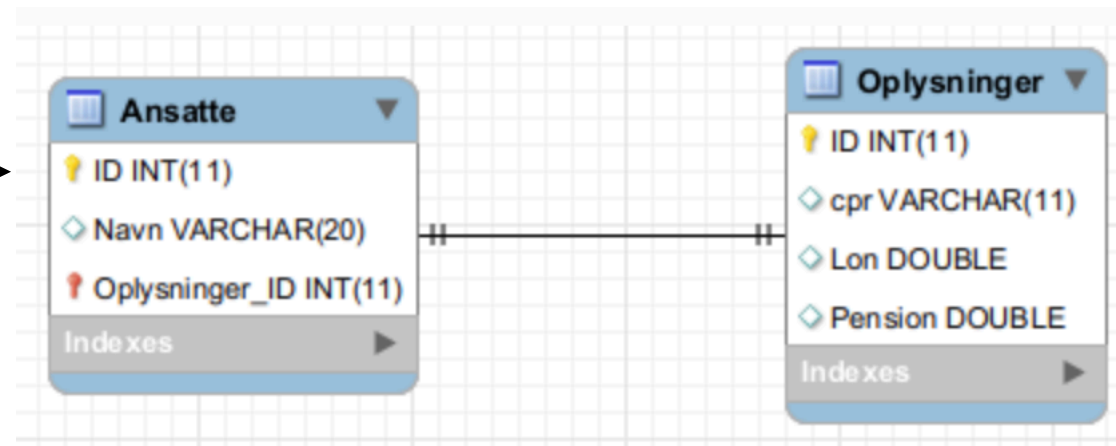 Ansatte
ID INT(11)
Navn VARCHAR(20)
Oplysninger_ID INT(11)
Indexes
Oplysninger
ID INT(11)
cpr VARCHAR(11)
Lon DOUBLE
Pension DOUBLE
Indexes